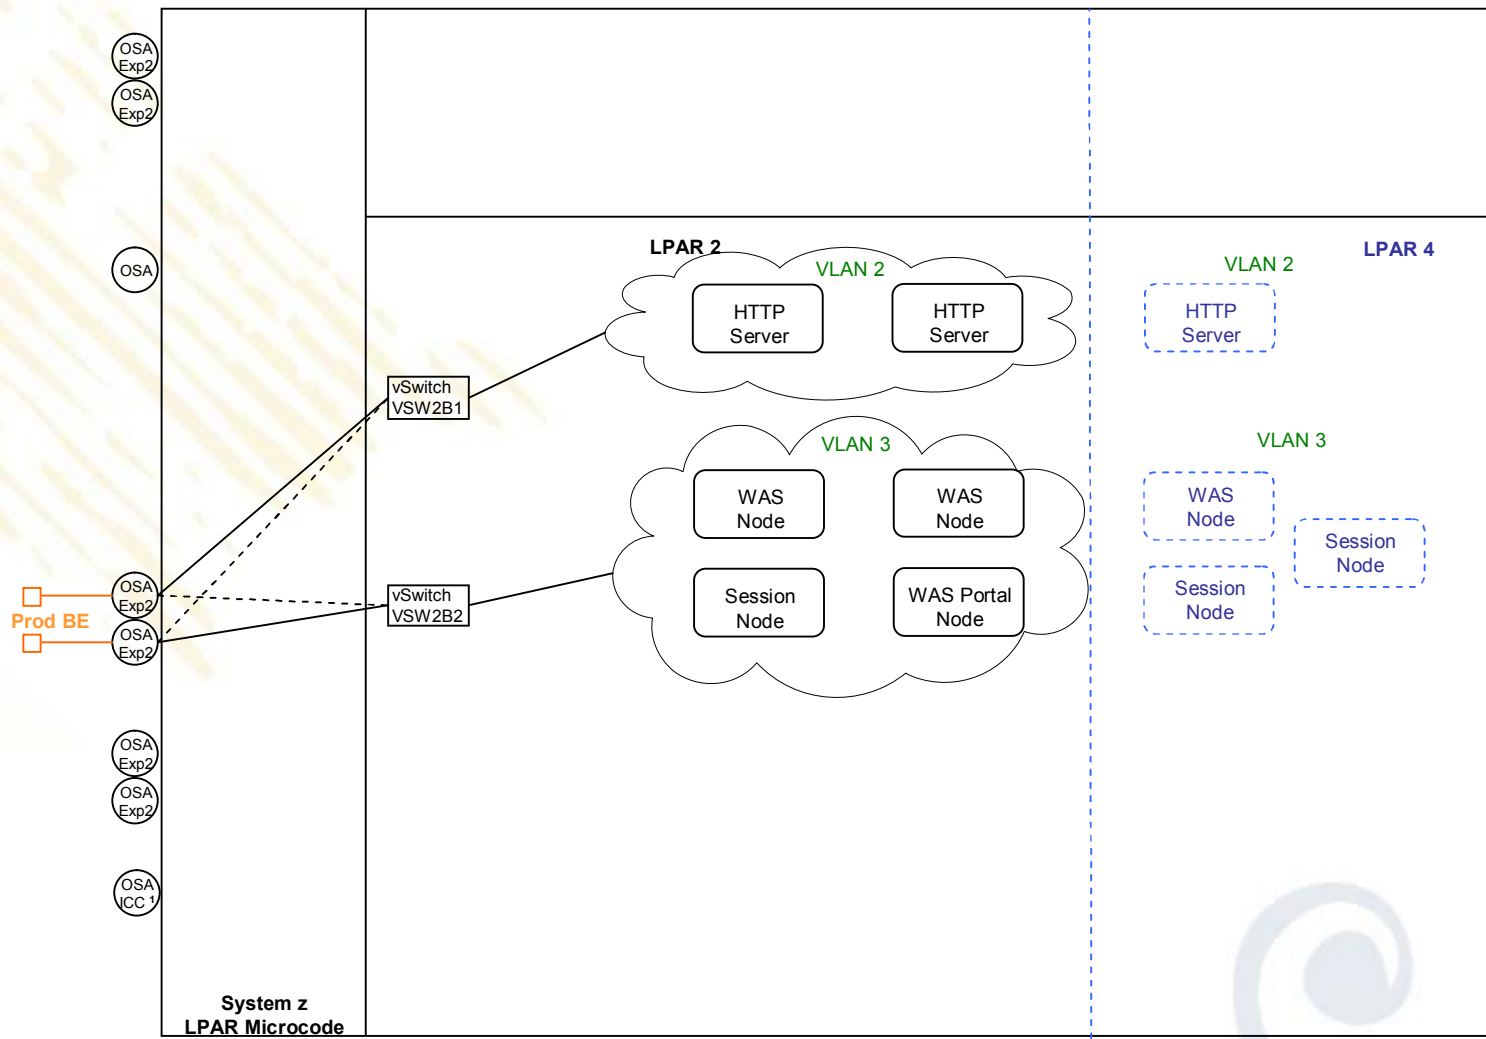 OSA
Exp2
OSA
Exp2
OSA
LPAR 2
VLAN 2
HTTP
Server
HTTP
Server
VLAN 2
LPAR 4
HTTP
Server
vSwitch
VSW2B1
VLAN 3
WAS
Node
WAS
Node
Session
Node
WAS Portal
Node
VLAN 3
WAS
Node
Session
Node
Session
Node
vSwitch
VSW2B2
OSA
Exp2
Prod BE
OSA
Exp2
OSA
Exp2
OSA
Exp2
OSA
ICC 1
System z
LPAR Microcode